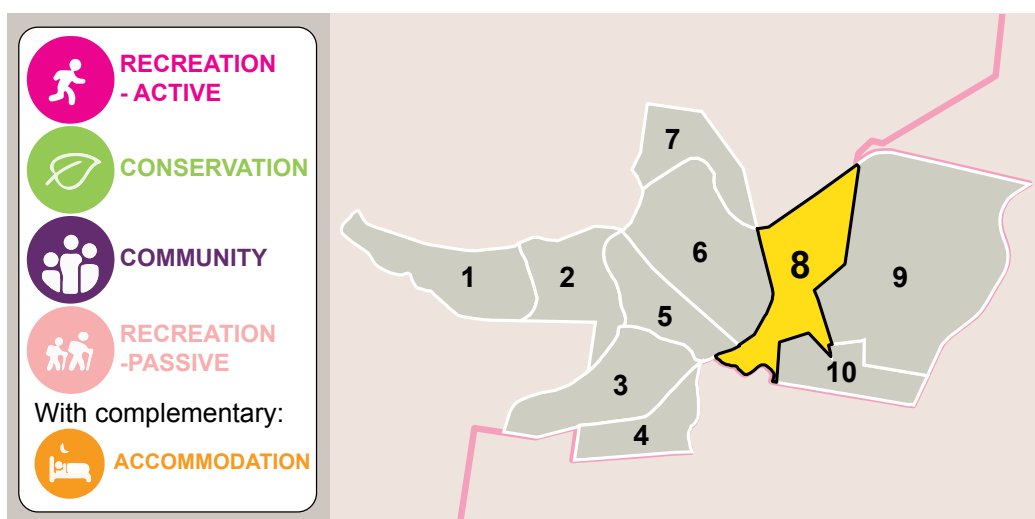 RECREATION
- ACTIVE
CONSERVATION
COMMUNITY
RECREATION
-PASSIVE
With complementary:
ACCOMMODATION
7
6
8
9
1
2
5
3
10
4